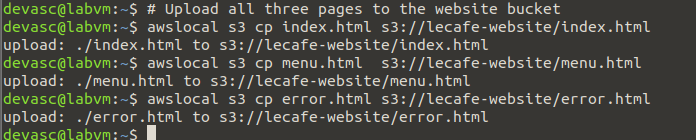 devasc@labvm:~$ # Upload all three pages to the website bucket
devasc@labvm:~$ awslocal s3 cp index.html s3://lecafe-website/index.html
upload: ./index.html to s3://lecafe-website/index.html
devasc@labvm:~$ awslocal s3 cp menu.html  s3://lecafe-website/menu.html
upload: ./menu.html to s3://lecafe-website/menu.html
devasc@labvm:~$ awslocal s3 cp error.html s3://lecafe-website/error.html
upload: ./error.html to s3://lecafe-website/error.html
devasc@labvm:~$